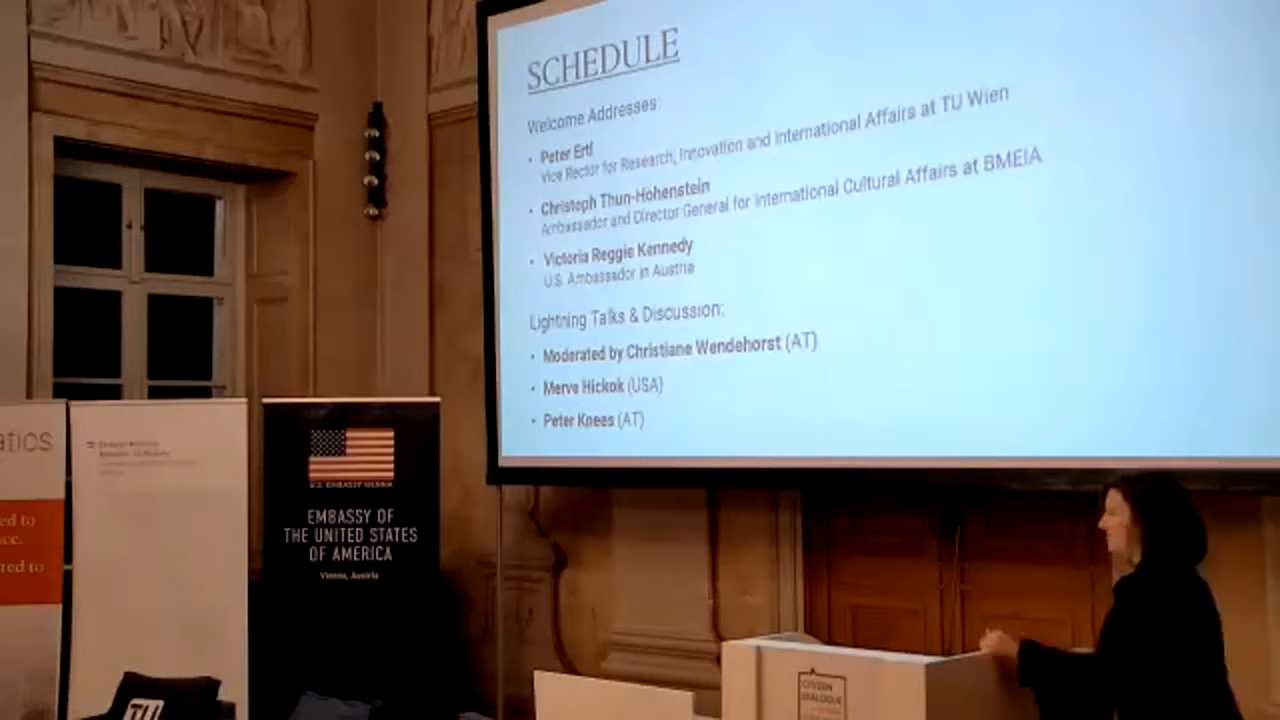 SCHEDULE
Welcome Addresses:
• Peter Ertl
Vice Rector for Research, Innovation and International Affairs at TU Wien
• Christoph Thun-Hohenstein
Ambassador and Director General for International Cultural Affairs at BMEIA
• Victoria Reggie Kennedy
U.S. Ambassador in Austria
Lightning Talks & Discussion:
• Moderated by Christiane Wendehorst (AT)
• Merve Hickok (USA)
• Peter Knees (AT)
atics
ed to
ce.
ted to
U.S. EMBASSY VIENNA
EMBASSY OF
THE UNITED STATES
OF AMERICA
Vienna, Austria
TU
CITIZEN
DIALOGUE